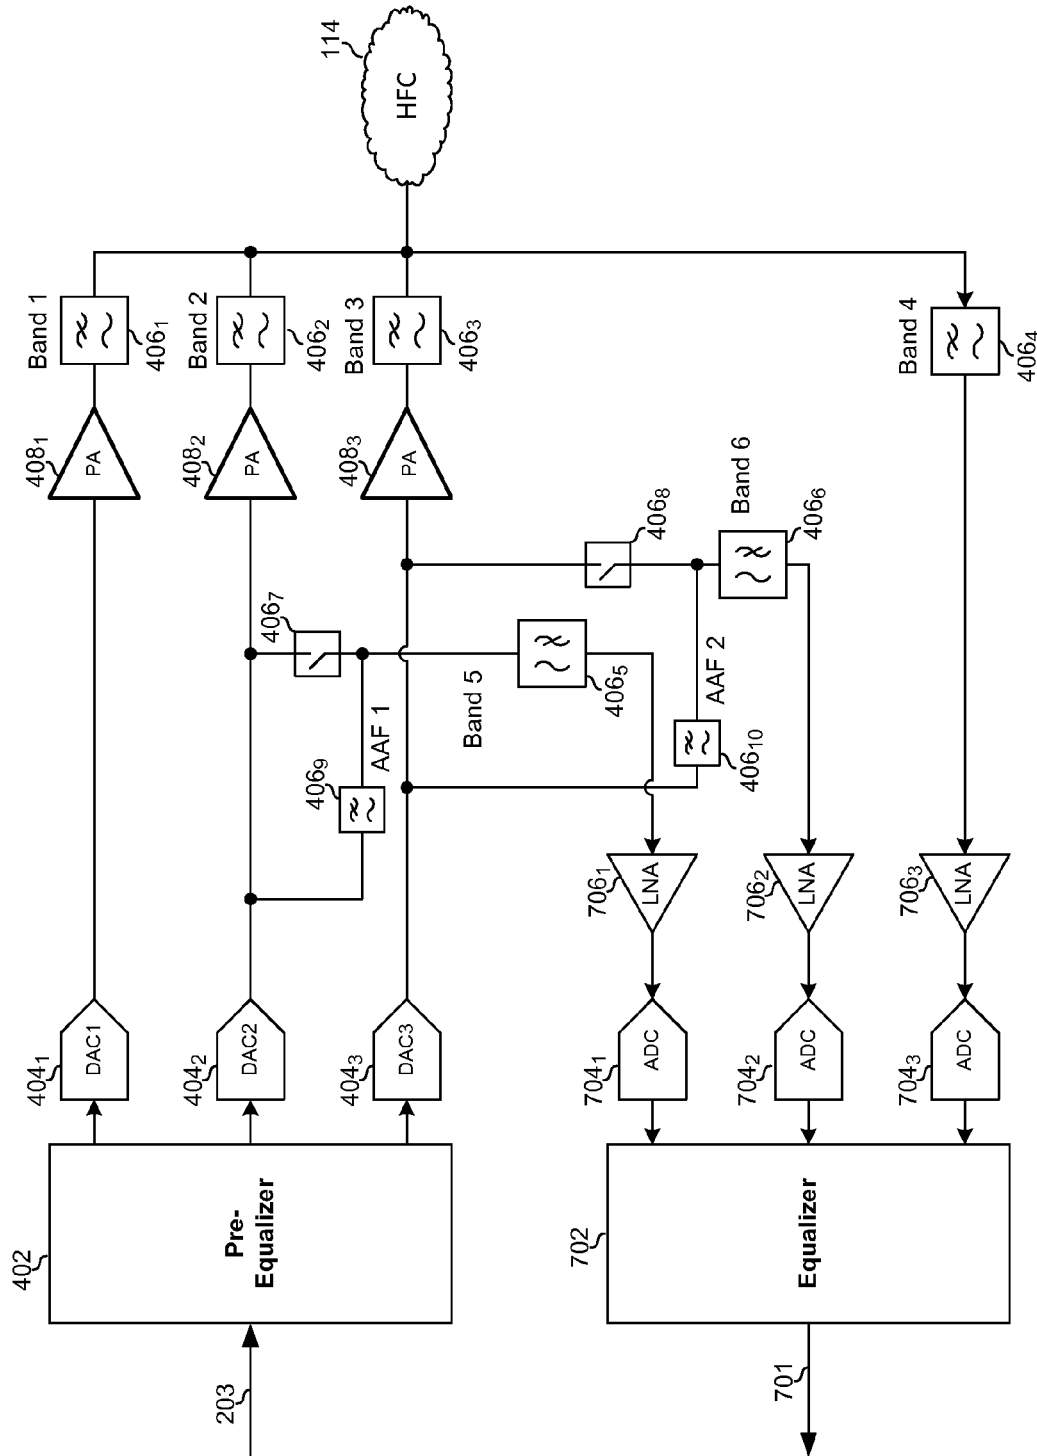 203
402
Pre-
Equalizer
404₁
DAC1
404₂
DAC2
404₃
DAC3
408₁
PA
408₂
PA
408₃
PA
Band 1
406₁
Band 2
406₂
Band 3
406₃
114
HFC
406₇
406₉
AAF 1
406₈
Band 5
406₅
Band 6
406₆
AAF 2
406₁₀
Band 4
406₄
706₁
LNA
706₂
LNA
706₃
LNA
704₁
ADC
704₂
ADC
704₃
ADC
702
Equalizer
701